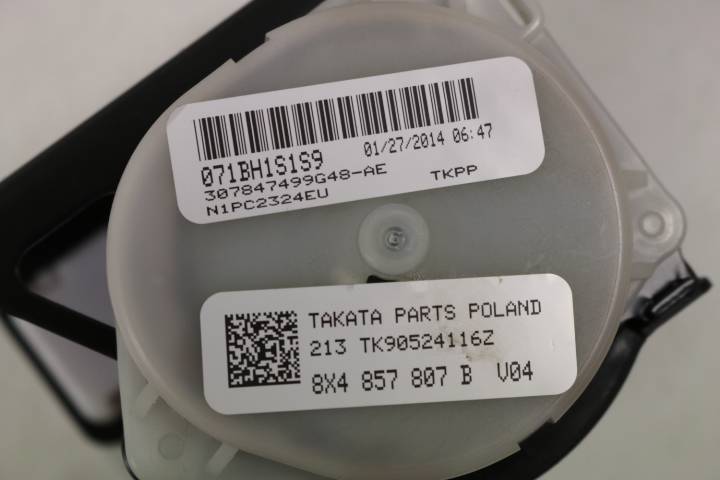 071BH1S1S9 01/27/2014 06:47
307847499G48-AE TKPP
N1PC2324EU
TAKATA PARTS POLAND
213 TK90524116Z
8X4 857 807 B V04